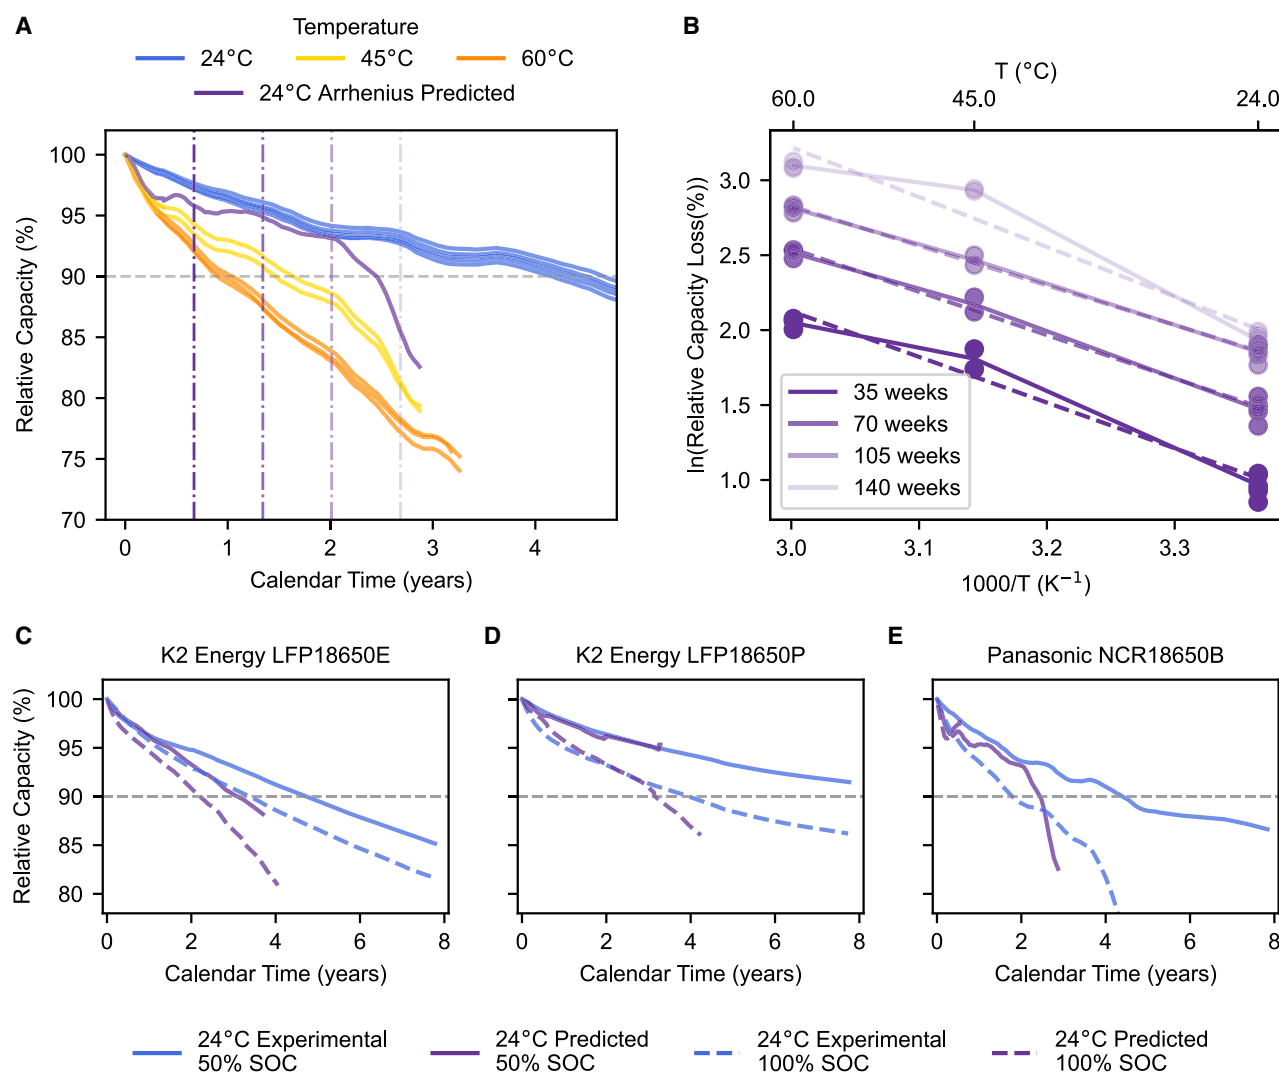 A
Temperature
24°C
45°C
60°C
24°C Arrhenius Predicted
100
95
90
85
80
75
70
Relative Capacity (%)
0
1
2
3
4
Calendar Time (years)
B
T (°C)
60.0
45.0
24.0
3.0
2.5
2.0
1.5
1.0
ln(Relative Capacity Loss(%))
35 weeks
70 weeks
105 weeks
140 weeks
3.0
3.1
3.2
3.3
1000/T (K⁻¹)
C
K2 Energy LFP18650E
100
95
90
85
80
Relative Capacity (%)
0
2
4
6
8
Calendar Time (years)
D
K2 Energy LFP18650P
0
2
4
6
8
Calendar Time (years)
E
Panasonic NCR18650B
0
2
4
6
8
Calendar Time (years)
24°C Experimental
50% SOC
24°C Predicted
50% SOC
24°C Experimental
100% SOC
24°C Predicted
100% SOC